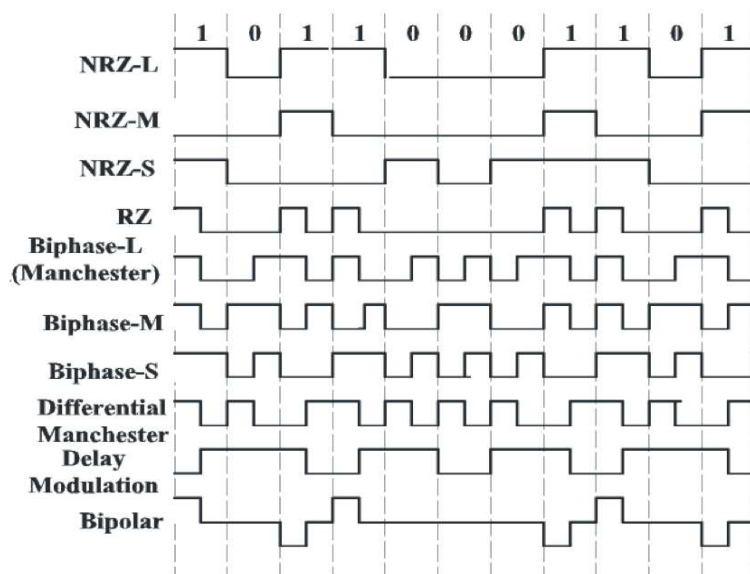 1 0 1 1 0 0 0 1 1 0 1
NRZ-L
NRZ-M
NRZ-S
RZ
Biphase-L
(Manchester)
Biphase-M
Biphase-S
Differential
Manchester
Delay
Modulation
Bipolar